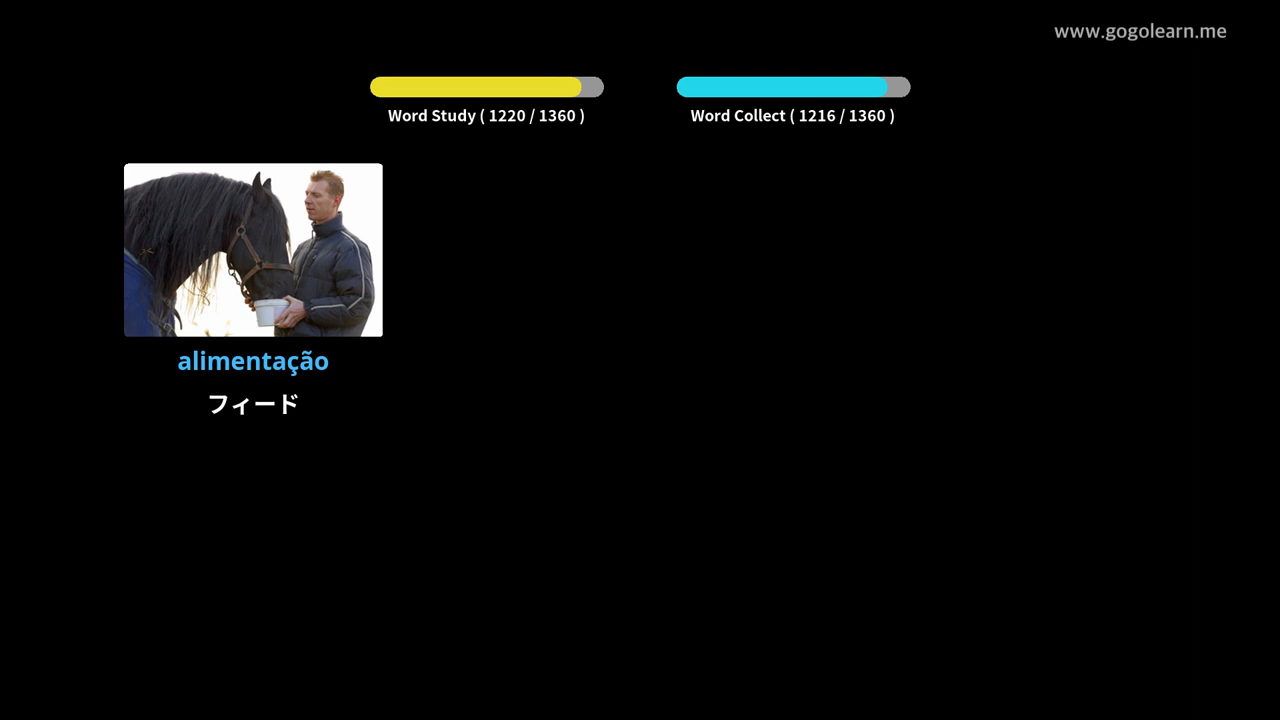 www.gogolearn.me
Word Study ( 1220 / 1360 )
Word Collect ( 1216 / 1360 )
alimentação
フィード